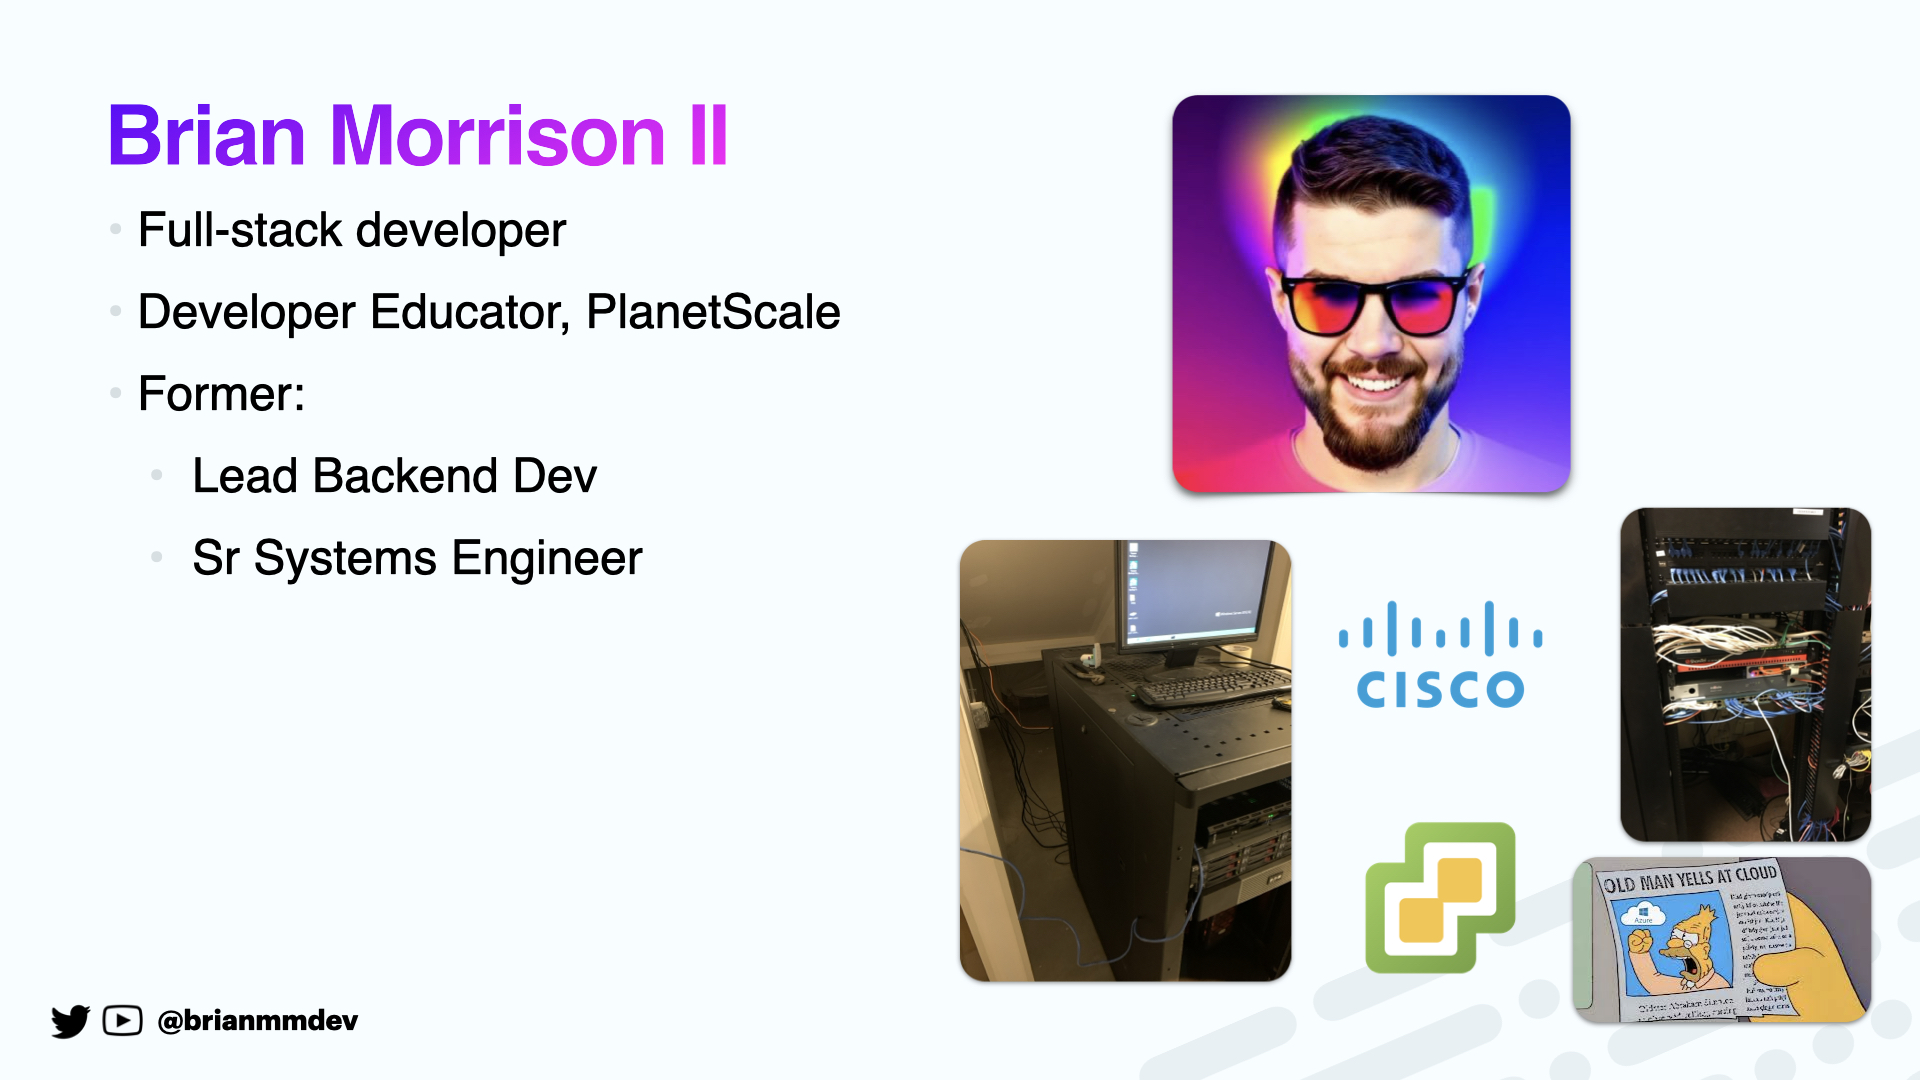 Brian Morrison II
Full-stack developer
Developer Educator, PlanetScale
Former:
Lead Backend Dev
Sr Systems Engineer
CISCO
OLD MAN YELLS AT CLOUD
Azure
@brianmmdev